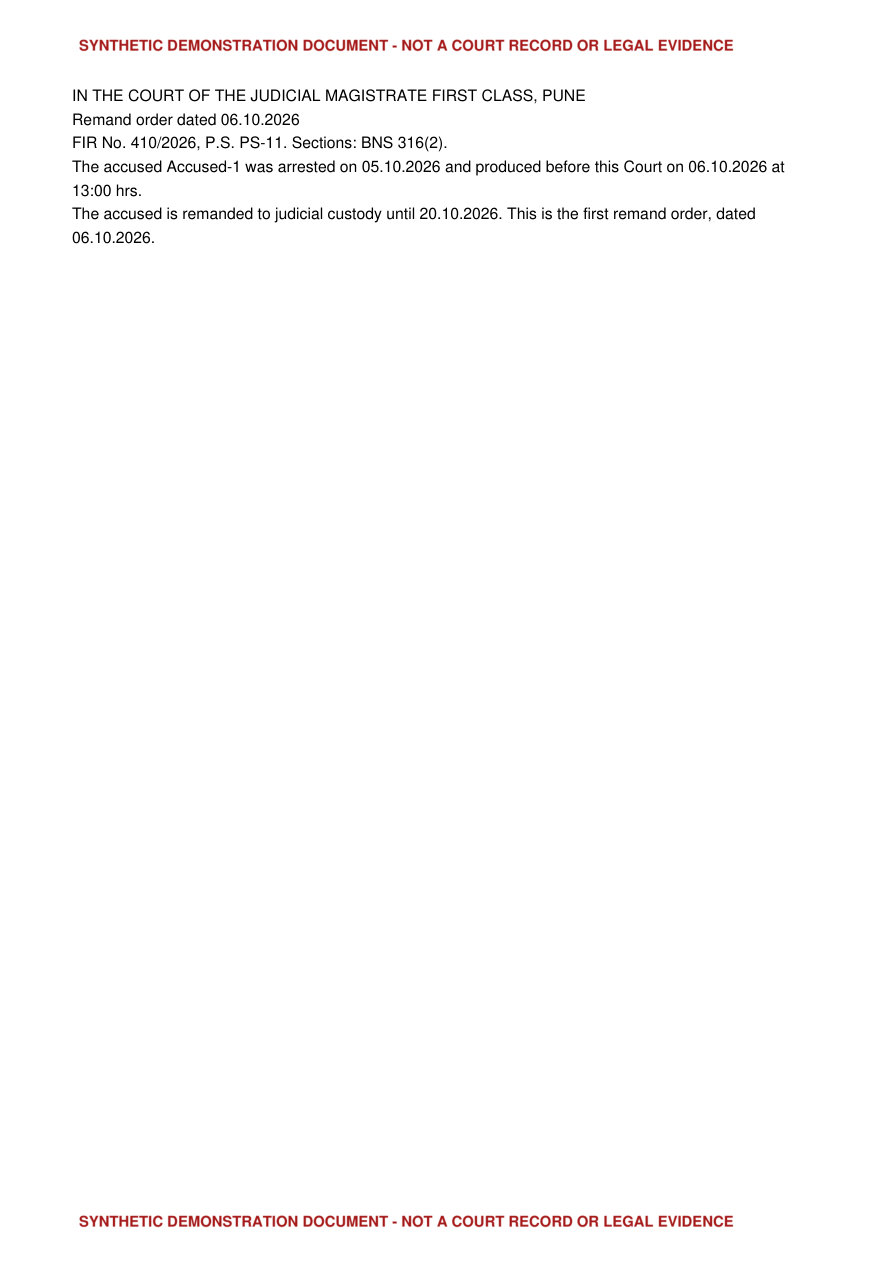 SYNTHETIC DEMONSTRATION DOCUMENT - NOT A COURT RECORD OR LEGAL EVIDENCE
IN THE COURT OF THE JUDICIAL MAGISTRATE FIRST CLASS, PUNE
Remand order dated 06.10.2026
FIR No. 410/2026, P.S. PS-11. Sections: BNS 316(2).
The accused Accused-1 was arrested on 05.10.2026 and produced before this Court on 06.10.2026 at
13:00 hrs.
The accused is remanded to judicial custody until 20.10.2026. This is the first remand order, dated
06.10.2026.
SYNTHETIC DEMONSTRATION DOCUMENT - NOT A COURT RECORD OR LEGAL EVIDENCE